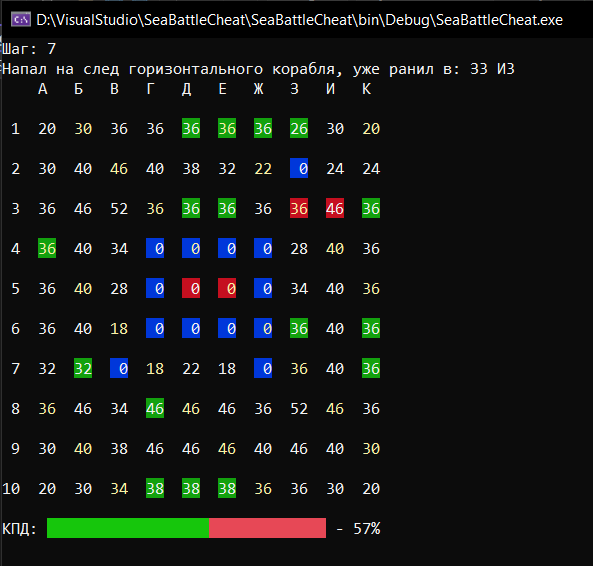 D:\VisualStudio\SeaBattleCheat\SeaBattleCheat\bin\Debug\SeaBattleCheat.exe
Шаг: 7
Напал на след горизонтального корабля, уже ранил в: З3 И3
А Б В Г Д Е Ж З И К
1 20 30 36 36 36 36 36 26 30 20
2 30 40 46 40 38 32 22 0 24 24
3 36 46 52 36 36 36 36 36 46 36
4 36 40 34 0 0 0 0 28 40 36
5 36 40 28 0 0 0 0 34 40 36
6 36 40 18 0 0 0 0 36 40 36
7 32 32 0 18 22 18 0 36 40 36
8 36 46 34 46 46 46 36 52 46 36
9 30 40 38 46 46 46 40 46 40 30
10 20 30 34 38 38 38 36 36 30 20
КПД: - 57%